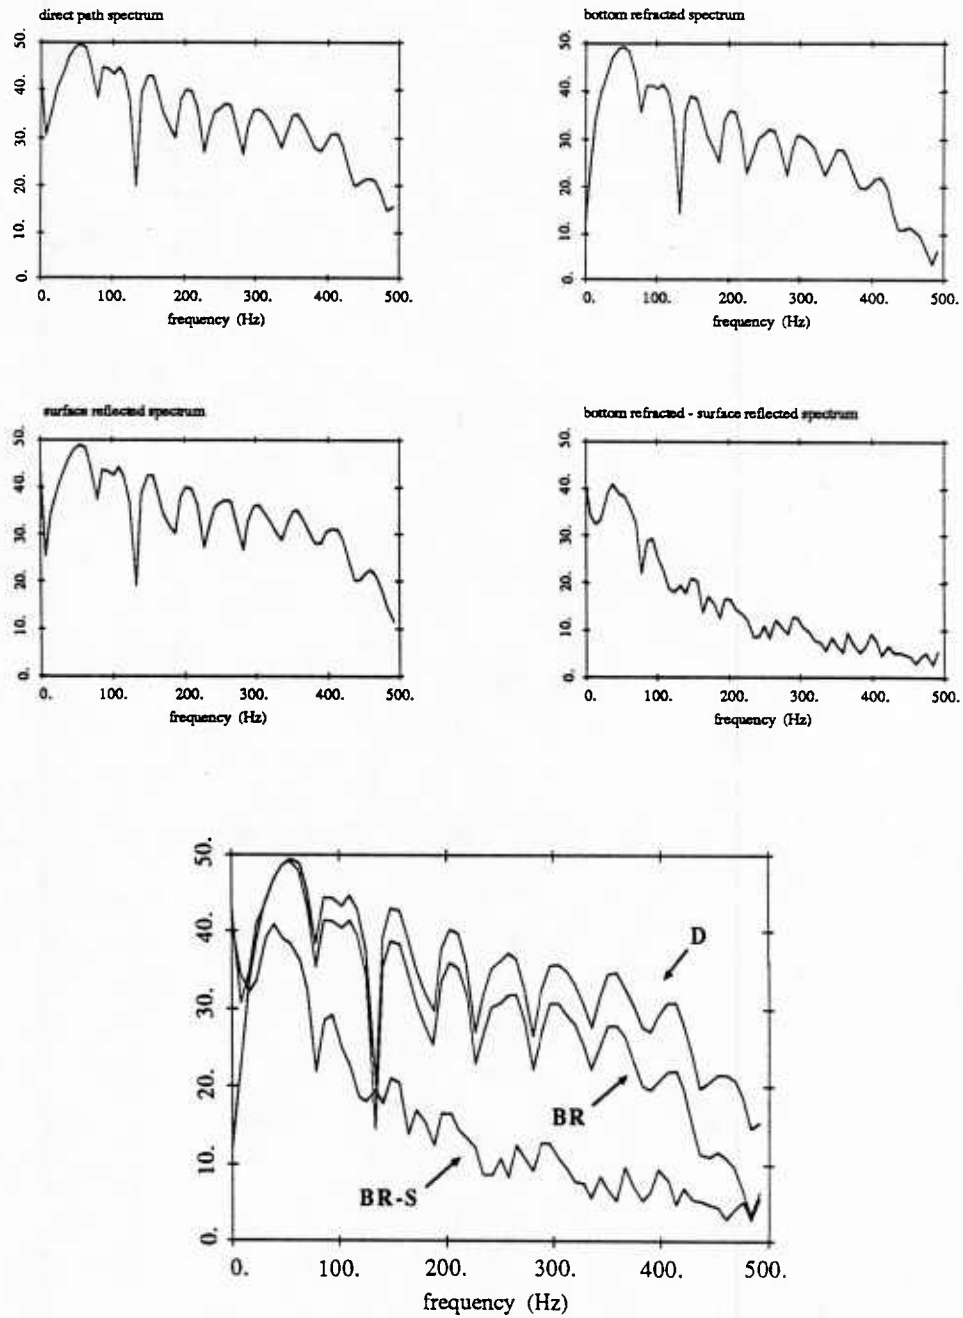 direct path spectrum
50.
40.
30.
20.
10.
0.
0. 100. 200. 300. 400. 500.
frequency (Hz)
bottom refracted spectrum
50.
40.
30.
20.
10.
0.
0. 100. 200. 300. 400. 500.
frequency (Hz)
surface reflected spectrum
50.
40.
30.
20.
10.
0.
0. 100. 200. 300. 400. 500.
frequency (Hz)
bottom refracted - surface reflected spectrum
50.
40.
30.
20.
10.
0.
0. 100. 200. 300. 400. 500.
frequency (Hz)
50.
40.
30.
20.
10.
0.
D
BR
BR-S
0. 100. 200. 300. 400. 500.
frequency (Hz)